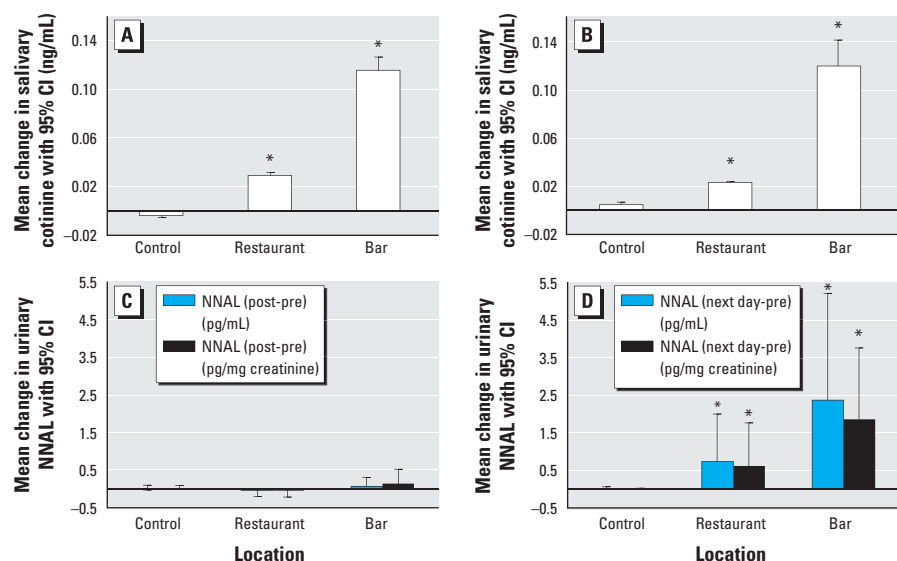 A
Mean change in salivary
cotinine with 95% CI (ng/mL)
0.14
0.10
0.06
0.02
–0.02
*
*
Control
Restaurant
Bar
B
Mean change in salivary
cotinine with 95% CI (ng/mL)
0.14
0.10
0.06
0.02
–0.02
*
*
Control
Restaurant
Bar
C
Mean change in urinary
NNAL with 95% CI
5.5
4.5
3.5
2.5
1.5
0.5
–0.5
NNAL (post-pre)
(pg/mL)
NNAL (post-pre)
(pg/mg creatinine)
Control
Restaurant
Bar
Location
D
Mean change in urinary
NNAL with 95% CI
5.5
4.5
3.5
2.5
1.5
0.5
–0.5
NNAL (next day-pre)
(pg/mL)
NNAL (next day-pre)
(pg/mg creatinine)
*
*
*
*
Control
Restaurant
Bar
Location